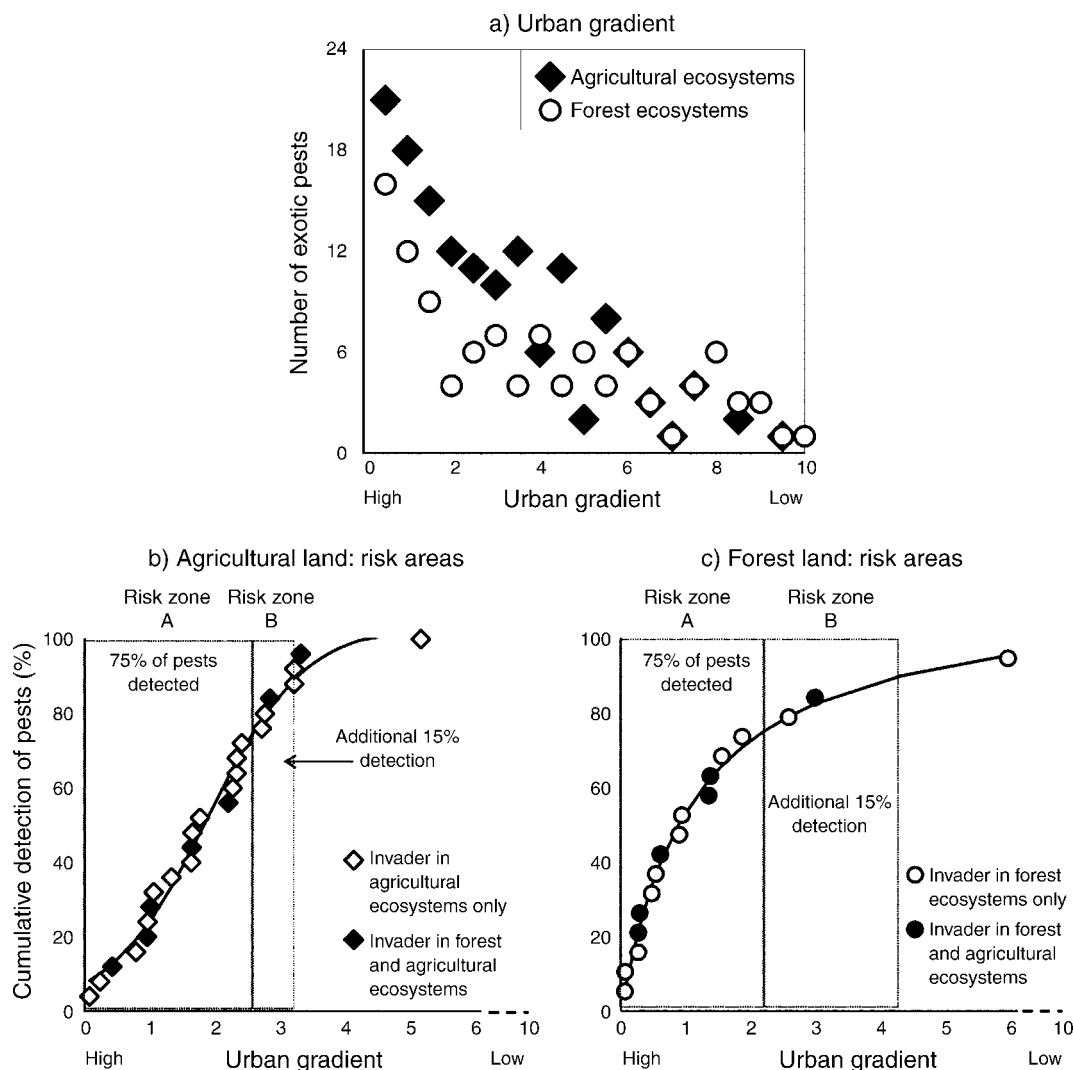 a) Urban gradient
24
18
12
6
0
Number of exotic pests
Agricultural ecosystems
Forest ecosystems
0 2 4 6 8 10
High Urban gradient Low
b) Agricultural land: risk areas
Risk zone Risk zone
A B
100
80
60
40
20
0
Cumulative detection of pests (%)
75% of pests
detected
Additional 15%
detection
Invader in
agricultural
ecosystems only
Invader in forest
and agricultural
ecosystems
0 1 2 3 4 5 6 10
High Urban gradient Low
c) Forest land: risk areas
Risk zone Risk zone
A B
100
80
60
40
20
0
75% of pests
detected
Additional 15%
detection
Invader in forest
ecosystems only
Invader in forest
and agricultural
ecosystems
0 1 2 3 4 5 6 10
High Urban gradient Low